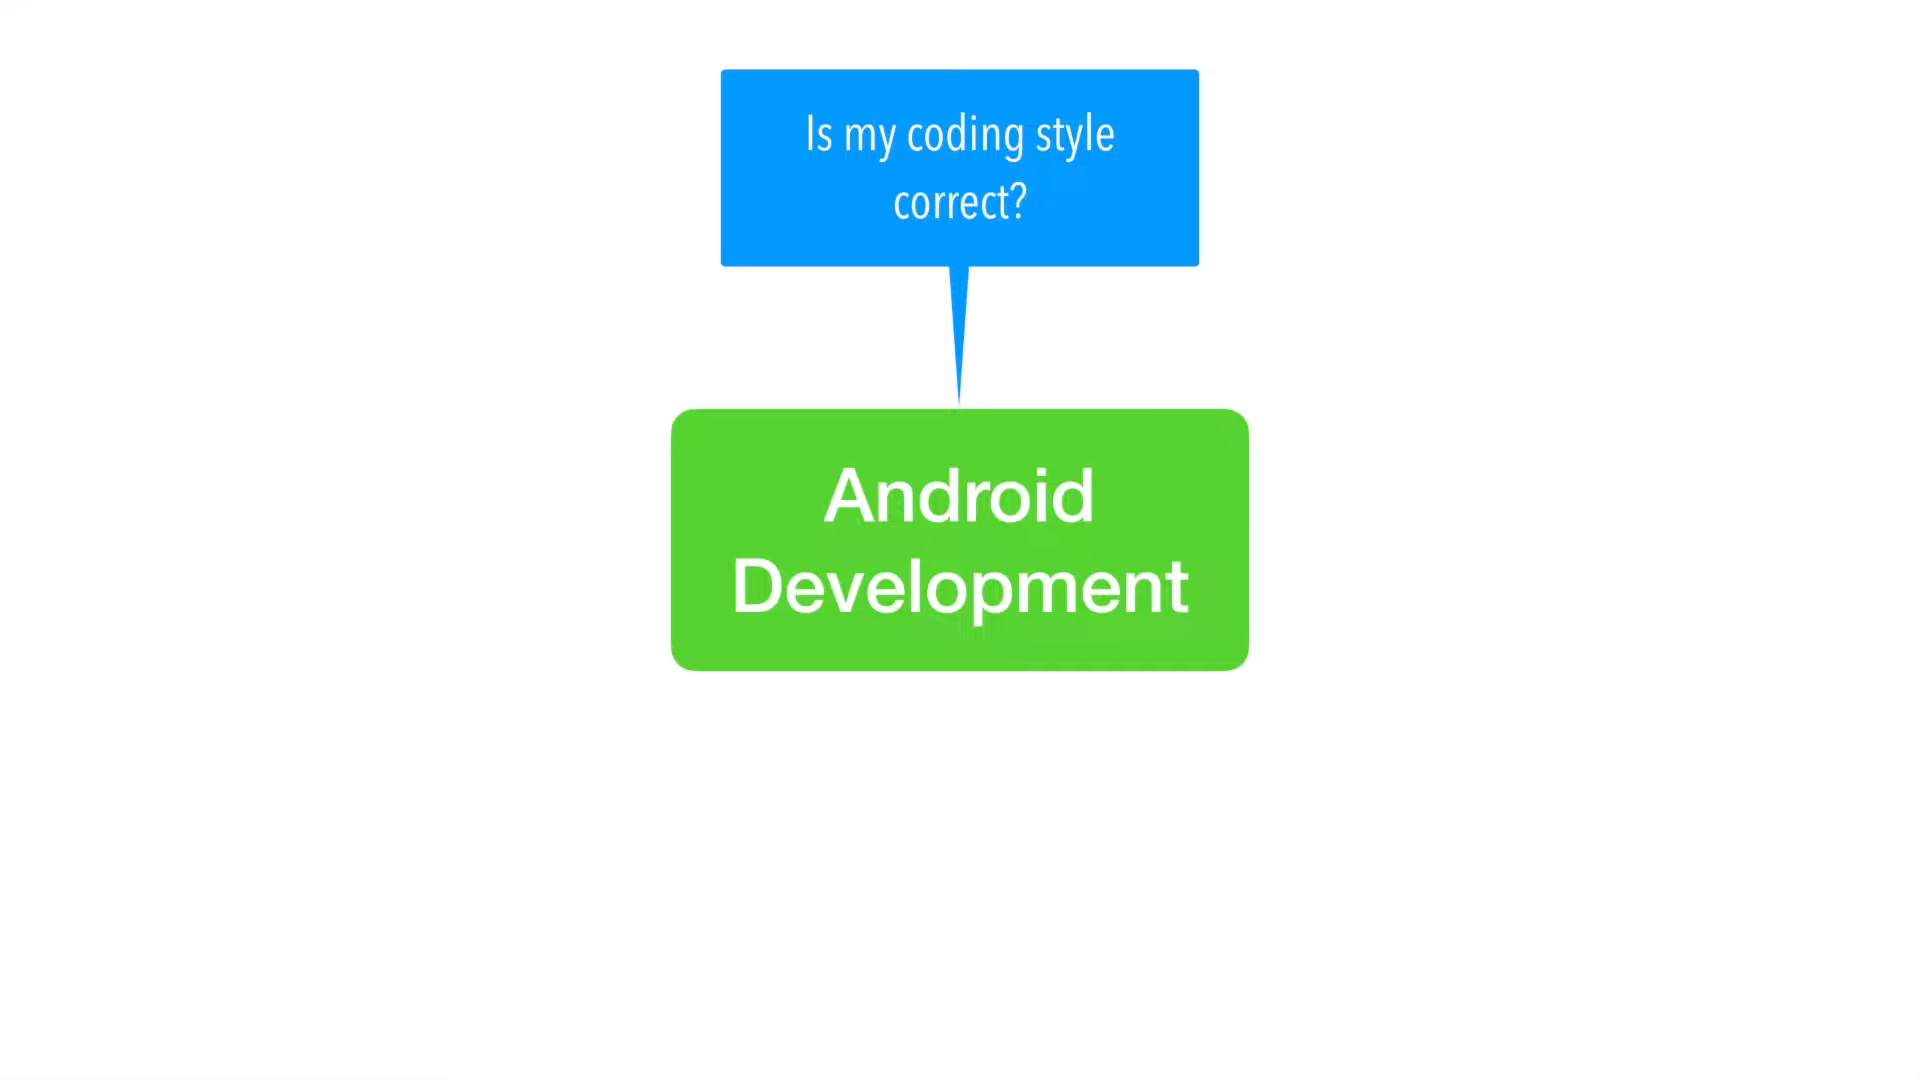 Is my coding style
correct?
Android
Development